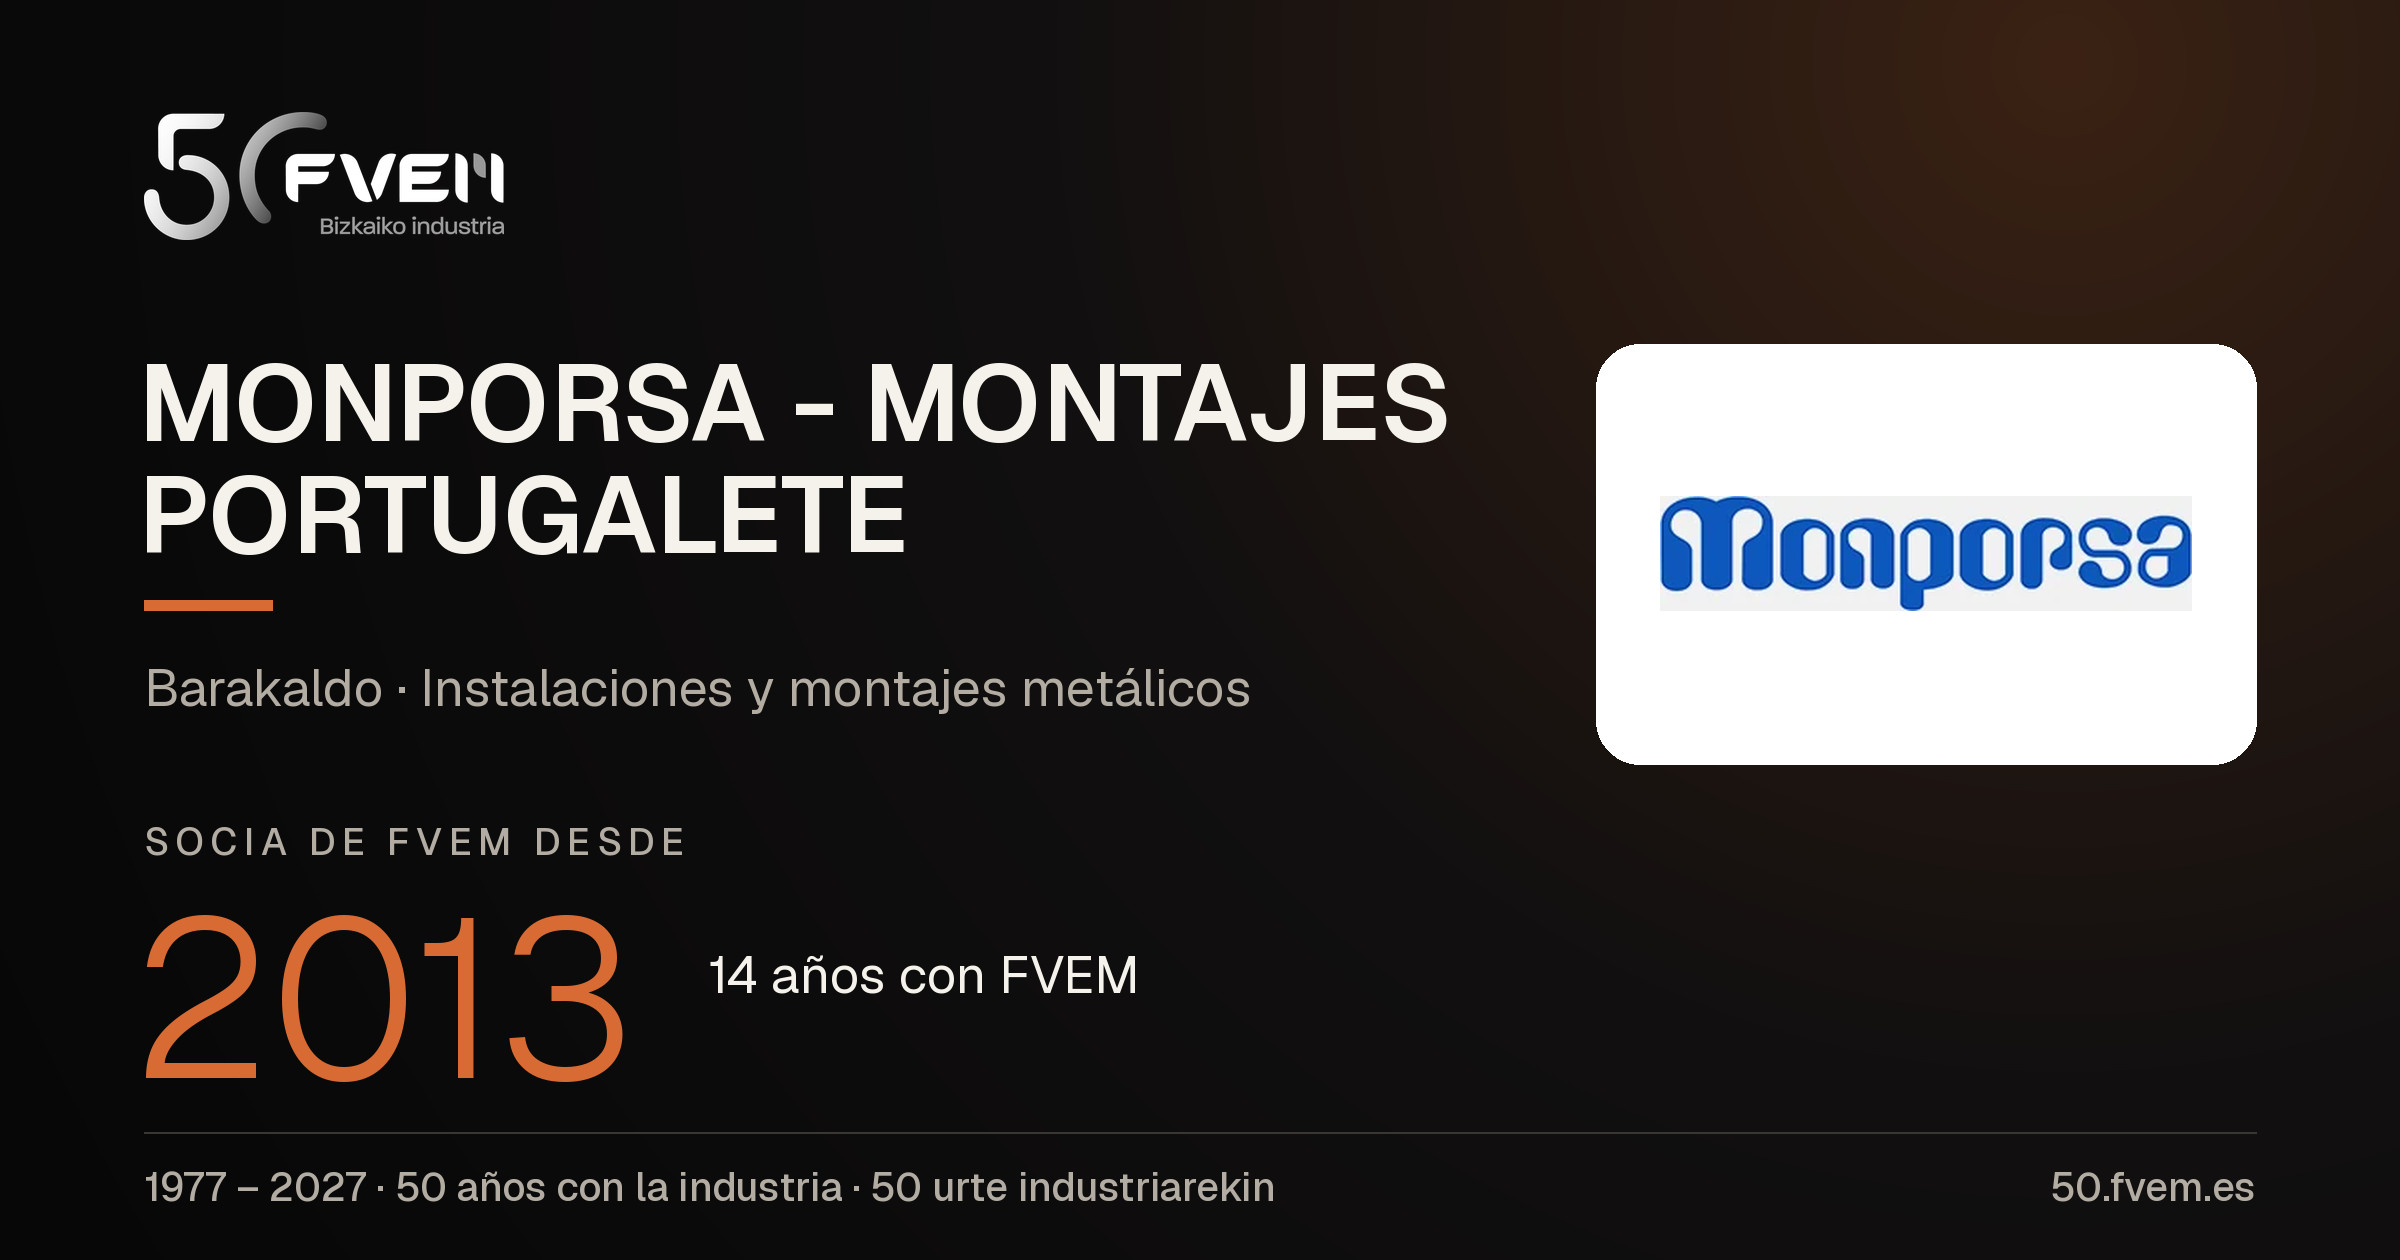 50 FVEM
Bizkaiko industria
MONPORSA - MONTAJES
PORTUGALETE
Monporsa
Barakaldo · Instalaciones y montajes metálicos
SOCIA DE FVEM DESDE
2013
14 años con FVEM
1977 – 2027 · 50 años con la industria · 50 urte industriarekin
50.fvem.es